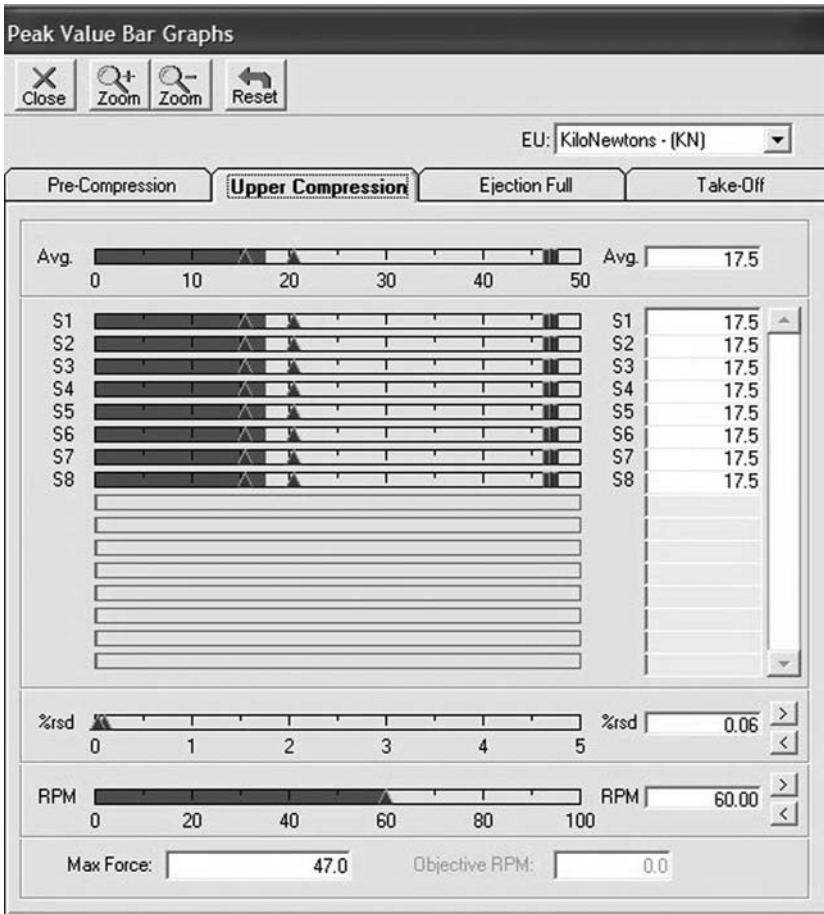 Peak Value Bar Graphs
Close Zoom Zoom Reset
EU: KiloNewtons - (KN)
Pre-Compression Upper Compression Ejection Full Take-Off
Avg. Avg. 17.5
0 10 20 30 40 50
S1 S1 17.5
S2 S2 17.5
S3 S3 17.5
S4 S4 17.5
S5 S5 17.5
S6 S6 17.5
S7 S7 17.5
S8 S8 17.5
%rsd %rsd 0.06 >
0 1 2 3 4 5 <
RPM RPM 60.00 >
0 20 40 60 80 100 <
Max Force: 47.0 Objective RPM: 0.0